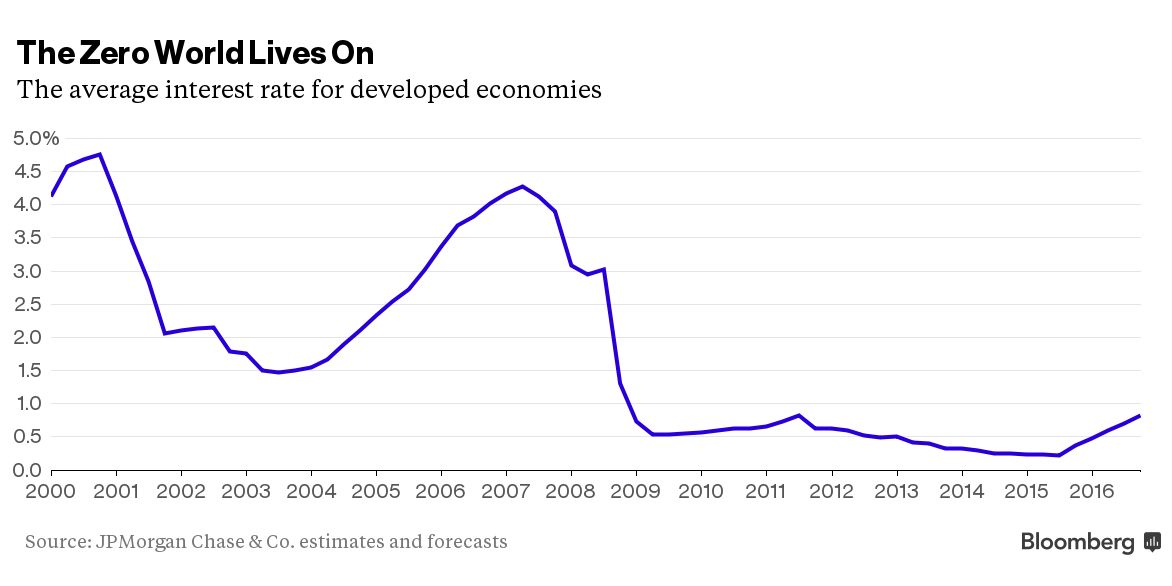 The Zero World Lives On
The average interest rate for developed economies
5.0%
4.5
4.0
3.5
3.0
2.5
2.0
1.5
1.0
0.5
0.0
2000 2001 2002 2003 2004 2005 2006 2007 2008 2009 2010 2011 2012 2013 2014 2015 2016
Source: JPMorgan Chase & Co. estimates and forecasts
Bloomberg